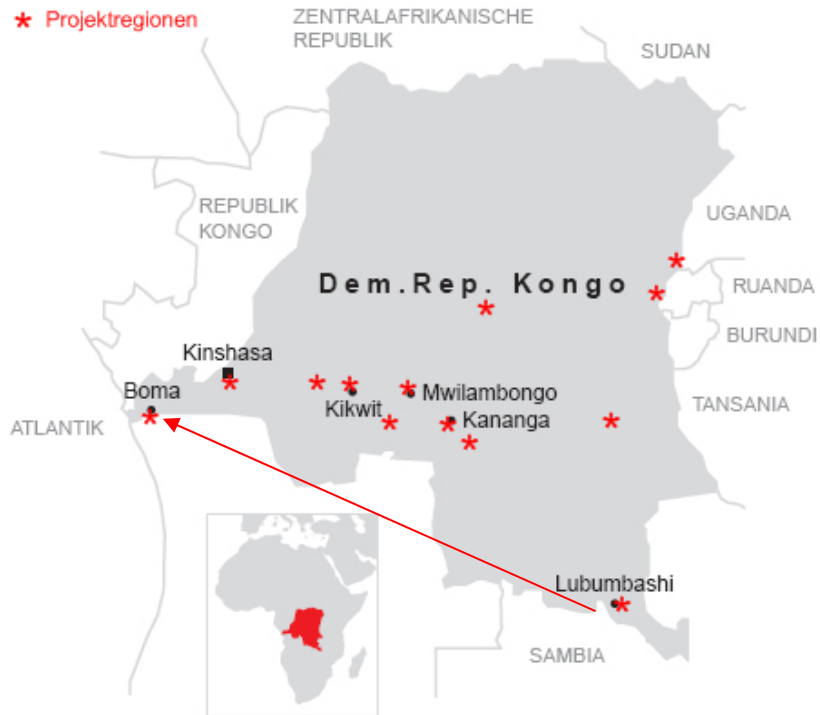 * Projektregionen
ZENTRALAFRIKANISCHE
REPUBLIK
SUDAN
REPUBLIK
KONGO
UGANDA
Dem.Rep. Kongo
RUANDA
BURUNDI
Kinshasa
Boma
Kikwit
Mwilambongo
Kananga
TANSANIA
ATLANTIK
Lubumbashi
SAMBIA